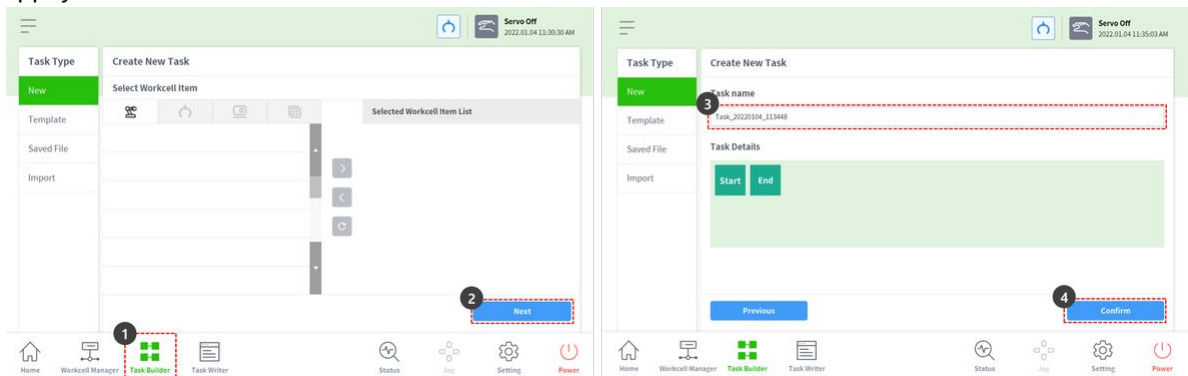 Servo Off
2022.01.04 11:30:30 AM
Task Type
Create New Task
New
Select Workcell Item
Template
Selected Workcell Item List
Saved File
Import
2
Next
1
Home
Workcell Manager
Task Builder
Task Writer
Status
Jog
Setting
Power
Servo Off
2022.01.04 11:35:03 AM
Task Type
Create New Task
New
Task name
3
Template
Task_20220104_113448
Saved File
Task Details
Import
Start
End
4
Previous
Confirm
Home
Workcell Manager
Task Builder
Task Writer
Status
Jog
Setting
Power